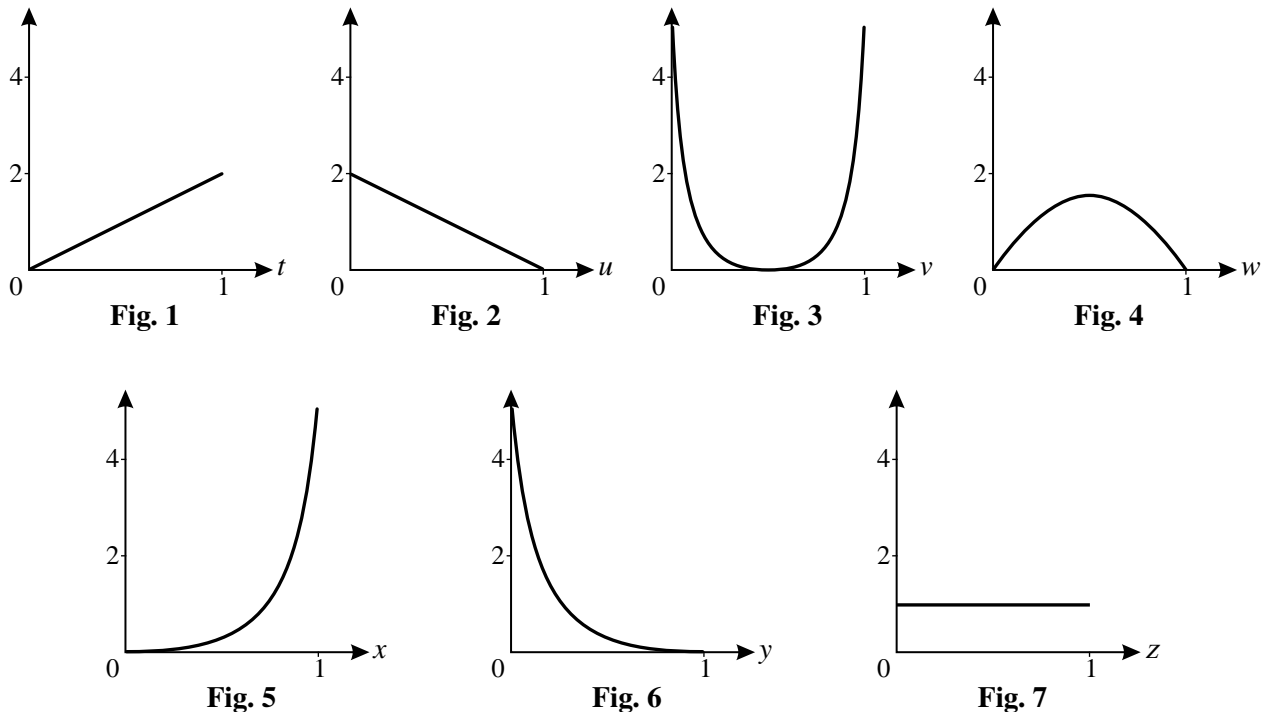 4 4 4 4
2 2 2 2
0 1 t 0 1 u 0 1 v 0 1 w
Fig. 1 Fig. 2 Fig. 3 Fig. 4
4 4 4
2 2 2
0 1 x 0 1 y 0 1 z
Fig. 5 Fig. 6 Fig. 7